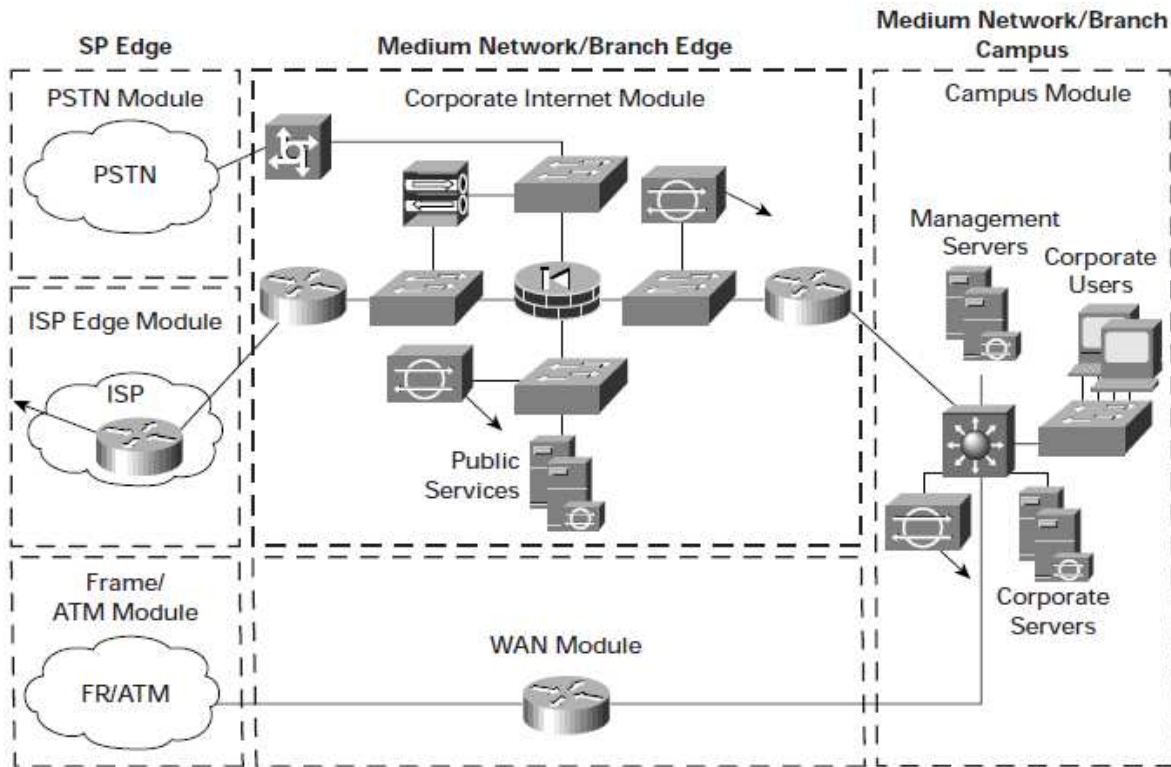 SP Edge
Medium Network/Branch Edge
Medium Network/Branch
Campus
PSTN Module
PSTN
Corporate Internet Module
Campus Module
Management
Servers
Corporate
Users
ISP Edge Module
ISP
Public
Services
Corporate
Servers
Frame/
ATM Module
FR/ATM
WAN Module